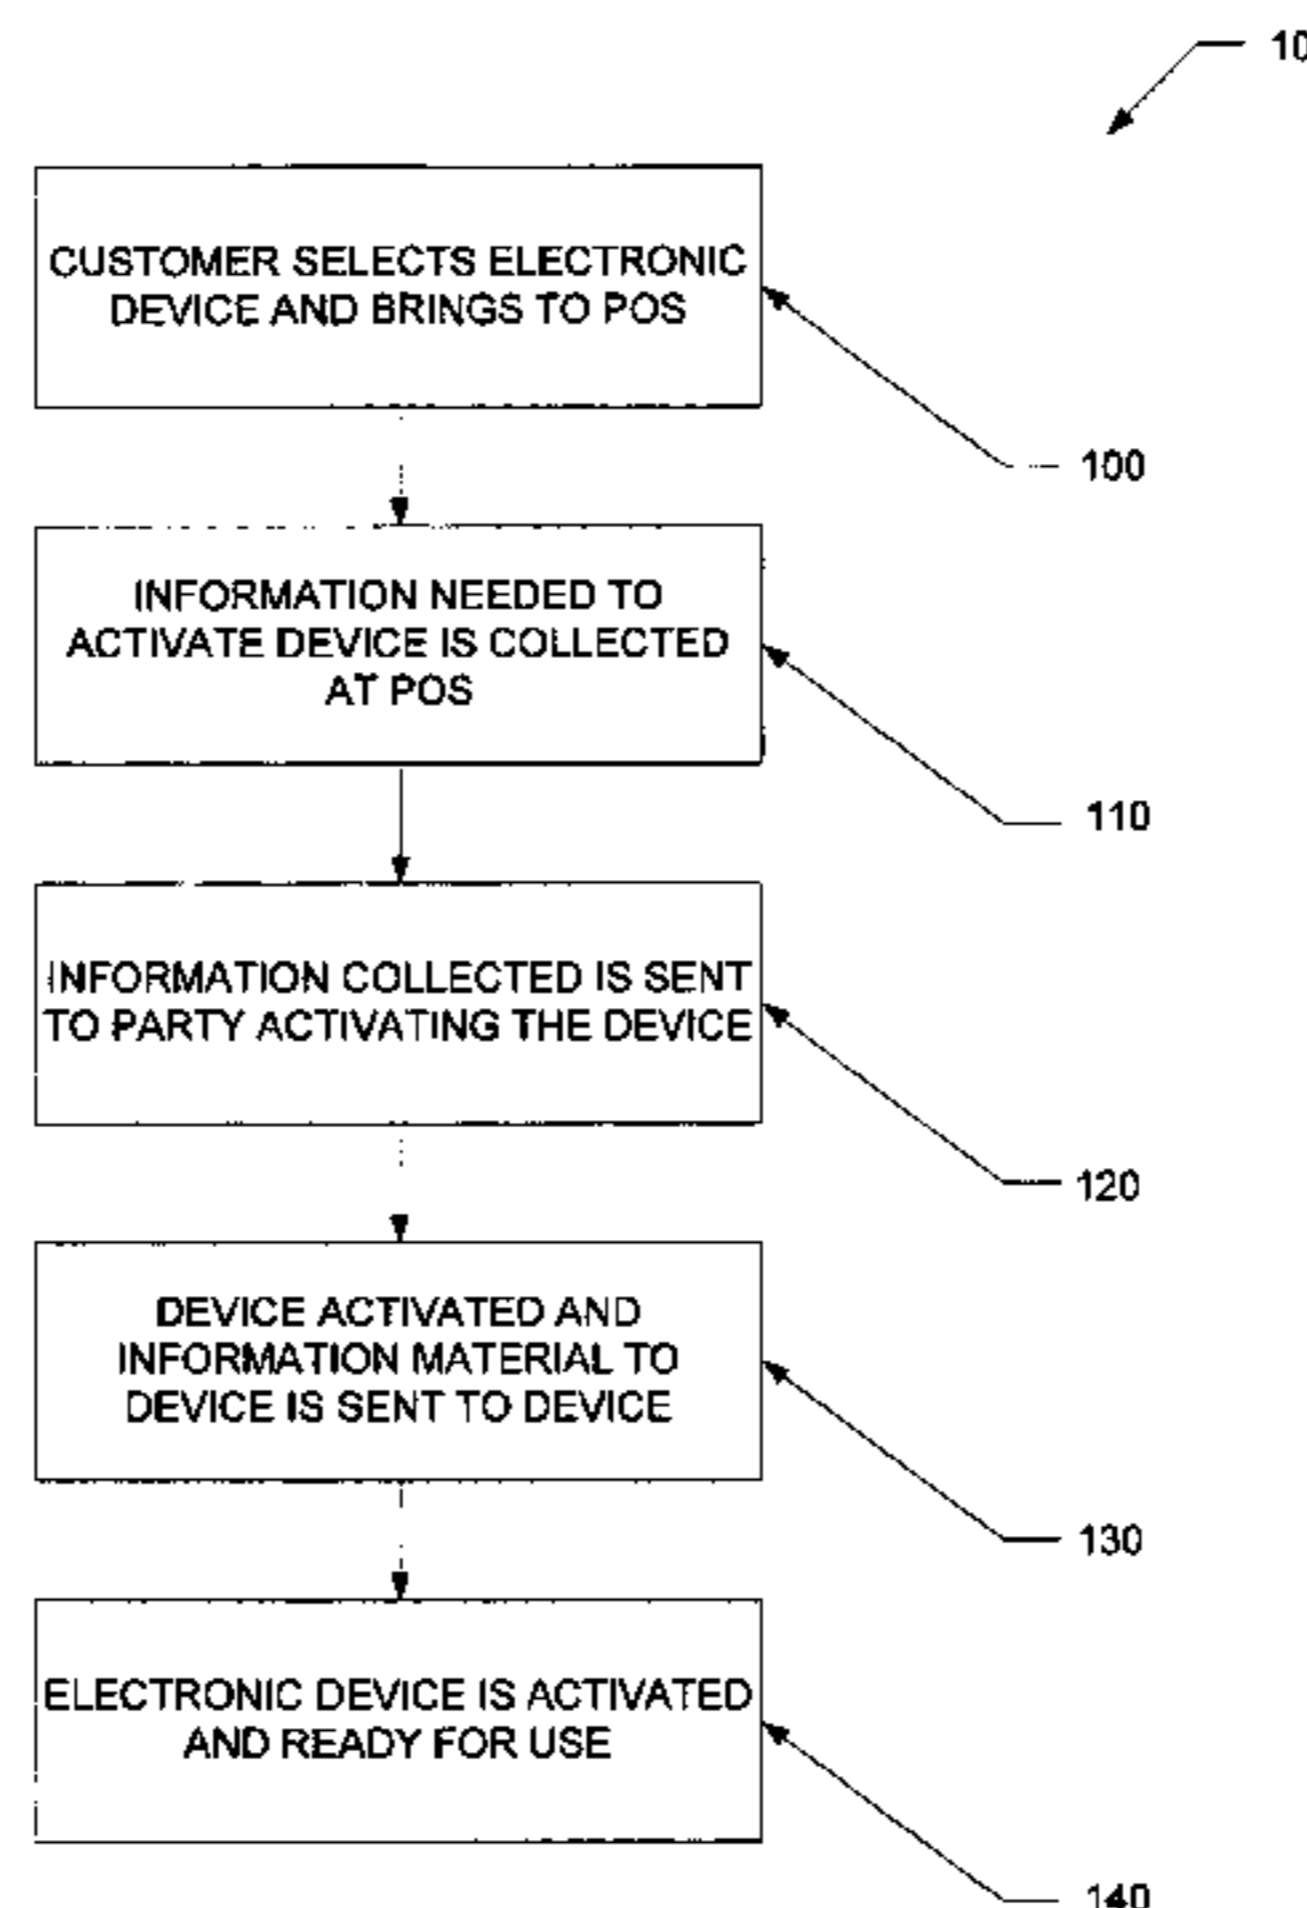 10
CUSTOMER SELECTS ELECTRONIC
DEVICE AND BRINGS TO POS
100
INFORMATION NEEDED TO
ACTIVATE DEVICE IS COLLECTED
AT POS
110
INFORMATION COLLECTED IS SENT
TO PARTY ACTIVATING THE DEVICE
120
DEVICE ACTIVATED AND
INFORMATION MATERIAL TO
DEVICE IS SENT TO DEVICE
130
ELECTRONIC DEVICE IS ACTIVATED
AND READY FOR USE
140